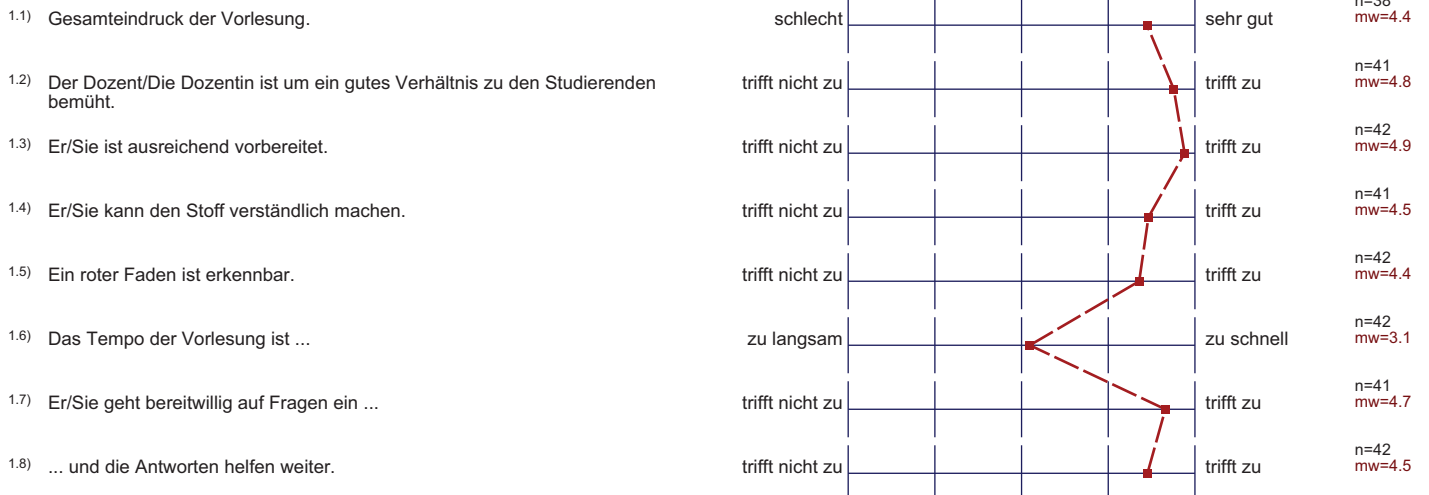 n=38
1.1) Gesamteindruck der Vorlesung. schlecht sehr gut mw=4.4
n=41
1.2) Der Dozent/Die Dozentin ist um ein gutes Verhältnis zu den Studierenden trifft nicht zu trifft zu mw=4.8
bemüht.
n=42
1.3) Er/Sie ist ausreichend vorbereitet. trifft nicht zu trifft zu mw=4.9
n=41
1.4) Er/Sie kann den Stoff verständlich machen. trifft nicht zu trifft zu mw=4.5
n=42
1.5) Ein roter Faden ist erkennbar. trifft nicht zu trifft zu mw=4.4
n=42
1.6) Das Tempo der Vorlesung ist ... zu langsam zu schnell mw=3.1
n=41
1.7) Er/Sie geht bereitwillig auf Fragen ein ... trifft nicht zu trifft zu mw=4.7
n=42
1.8) ... und die Antworten helfen weiter. trifft nicht zu trifft zu mw=4.5